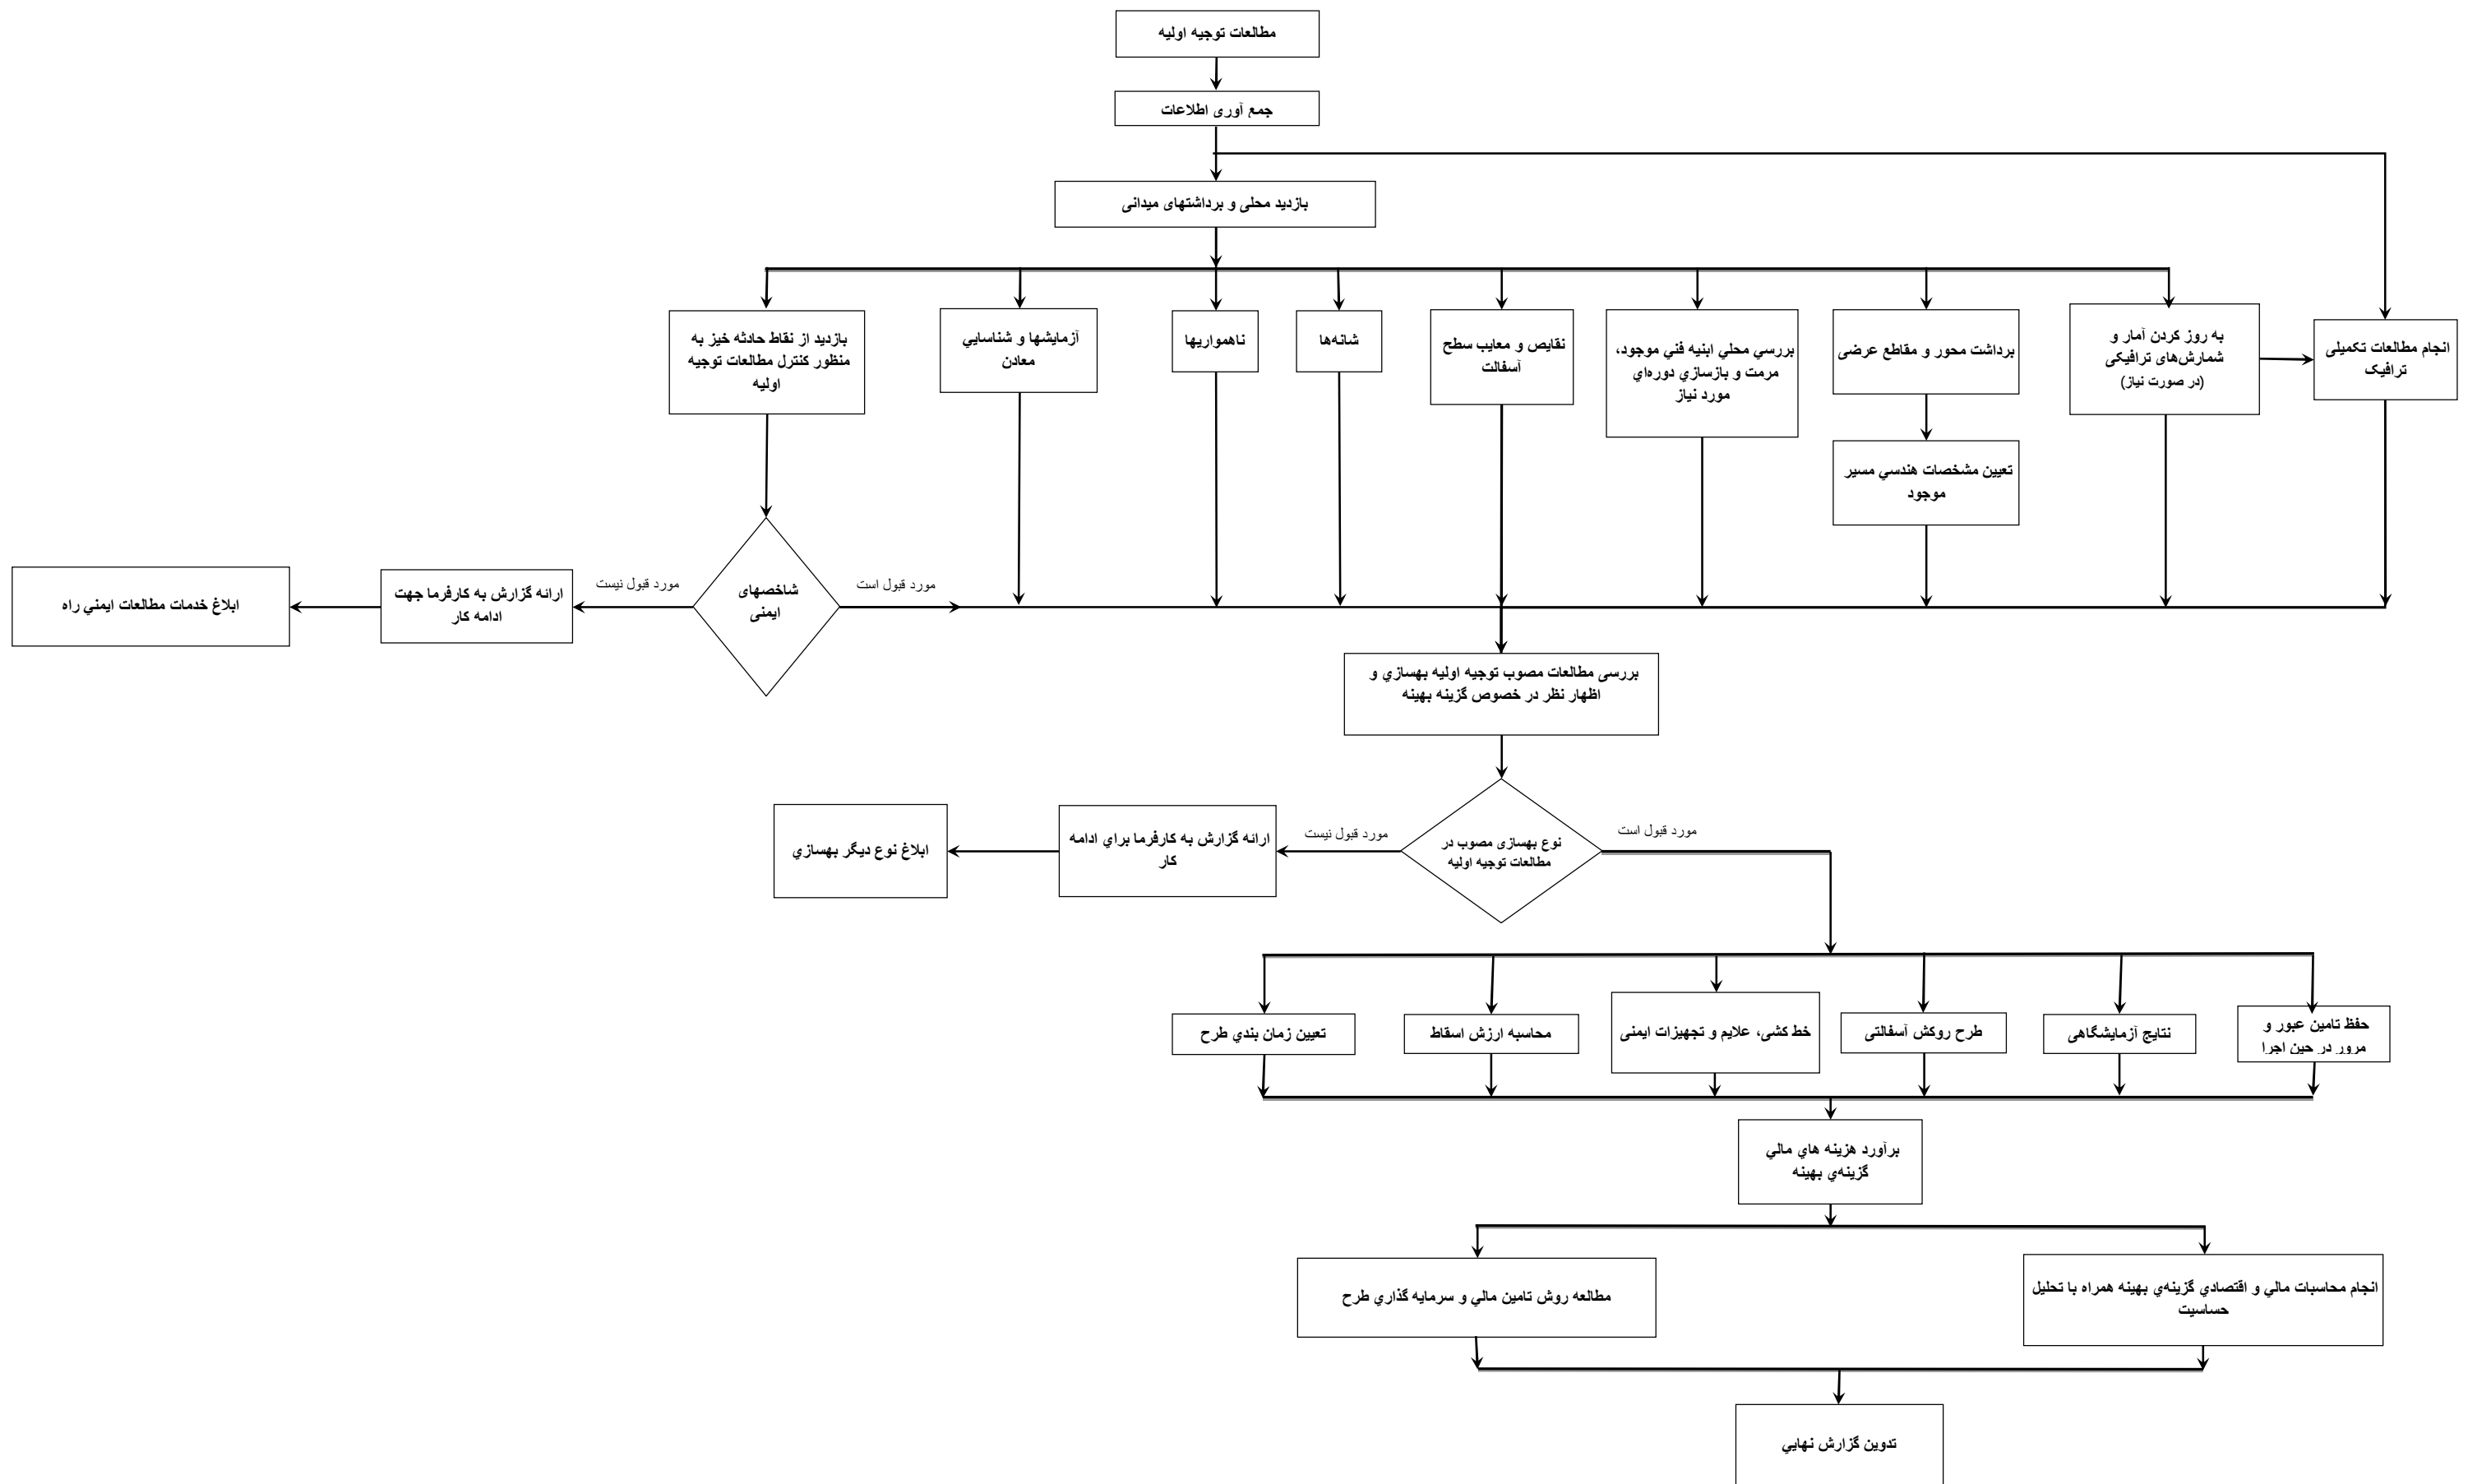 مطالعات توجیه اولیه
جمع آوری اطلاعات
بازدید محلی و برداشتهای میدانی
انجام مطالعات تکمیلی
ترافیک
به روز کردن آمار و
شمارش‌های ترافیکی
(در صورت نیاز)
برداشت محور و مقاطع عرضی
تعیین مشخصات هندسي مسیر
موجود
بررسي محلي ابنیه فني موجود،
مرمت و بازسازي دوره‌اي
مورد نیاز
نقایص و معایب سطح
آسفالت
شانه‌ها
ناهمواریها
آزمایشها و شناسایي
معادن
بازدید از نقاط حادثه خیز به
منظور کنترل مطالعات توجیه
اولیه
شاخصهای
ایمنی
مورد قبول است
مورد قبول نیست
ارائه گزارش به کارفرما جهت
ادامه کار
ابلاغ خدمات مطالعات ایمني راه
بررسی مطالعات مصوب توجیه اولیه بهسازي و
اظهار نظر در خصوص گزینه بهینه
نوع بهسازی مصوب در
مطالعات توجیه اولیه
مورد قبول است
مورد قبول نیست
ارائه گزارش به کارفرما براي ادامه
کار
ابلاغ نوع دیگر بهسازي
حفظ تامین عبور و
مرور در حین اجرا
نتایج آزمایشگاهی
طرح روکش آسفالتی
خط کشی، علایم و تجهیزات ایمنی
محاسبه ارزش اسقاط
تعیین زمان بندي طرح
برآورد هزینه هاي مالي
گزینه‌ي بهینه
انجام محاسبات مالي و اقتصادي گزینه‌ي بهینه همراه با تحلیل
حساسیت
مطالعه روش تامین مالي و سرمایه گذاري طرح
تدوین گزارش نهایي